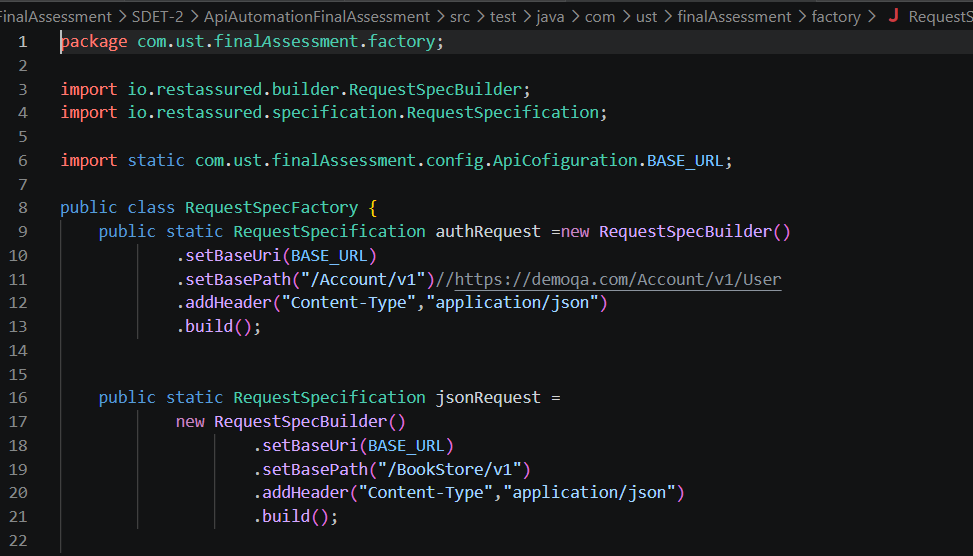 FinalAssessment > SDET-2 > ApiAutomationFinalAssessment > src > test > java > com > ust > finalAssessment > factory > J RequestS
1 package com.ust.finalAssessment.factory;
2
3 import io.restassured.builder.RequestSpecBuilder;
4 import io.restassured.specification.RequestSpecification;
5
6 import static com.ust.finalAssessment.config.ApiCofiguration.BASE_URL;
7
8 public class RequestSpecFactory {
9     public static RequestSpecification authRequest =new RequestSpecBuilder()
10             .setBaseUri(BASE_URL)
11             .setBasePath("/Account/v1")//https://demoqa.com/Account/v1/User
12             .addHeader("Content-Type","application/json")
13             .build();
14
15
16     public static RequestSpecification jsonRequest =
17             new RequestSpecBuilder()
18                     .setBaseUri(BASE_URL)
19                     .setBasePath("/BookStore/v1")
20                     .addHeader("Content-Type","application/json")
21                     .build();
22